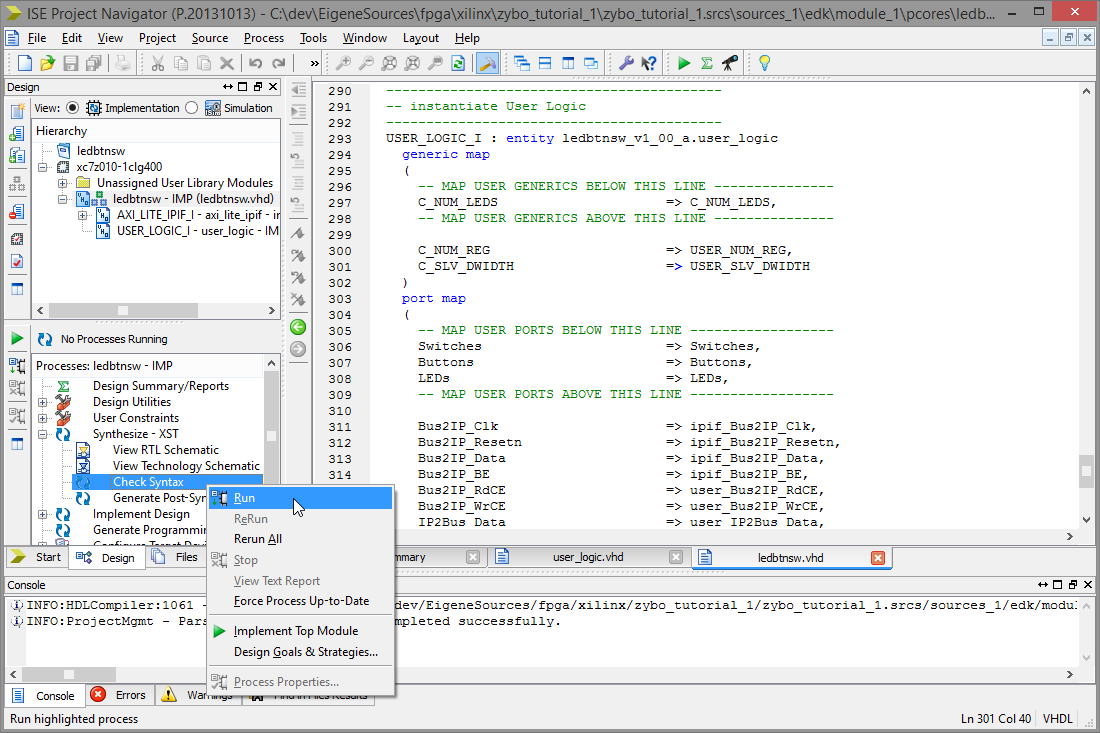 ISE Project Navigator (P.20131013) - C:\dev\EigeneSources\fpga\xilinx\zybo_tutorial_1\zybo_tutorial_1.srcs\sources_1\edk\module_1\pcores\ledb...
File Edit View Project Source Process Tools Window Layout Help
»
Design
View: Implementation Simulation
Hierarchy
ledbtnsw
xc7z010-1clg400
Unassigned User Library Modules
ledbtnsw - IMP (ledbtnsw.vhd)
AXI_LITE_IPIF_I - axi_lite_ipif - ir
USER_LOGIC_I - user_logic - IM
No Processes Running
Processes: ledbtnsw - IMP
Design Summary/Reports
Design Utilities
User Constraints
Synthesize - XST
View RTL Schematic
View Technology Schematic
Check Syntax
Generate Post-Syn
Implement Design
Generate Programmin
Configure Target Devi
Start Design Files
290 ------------------------------------------
291 -- instantiate User Logic
292 ------------------------------------------
293 USER_LOGIC_I : entity ledbtnsw_v1_00_a.user_logic
294 generic map
295 (
296 -- MAP USER GENERICS BELOW THIS LINE ---------------
297 C_NUM_LEDS => C_NUM_LEDS,
298 -- MAP USER GENERICS ABOVE THIS LINE ---------------
299
300 C_NUM_REG => USER_NUM_REG,
301 C_SLV_DWIDTH => USER_SLV_DWIDTH
302 )
303 port map
304 (
305 -- MAP USER PORTS BELOW THIS LINE ------------------
306 Switches => Switches,
307 Buttons => Buttons,
308 LEDs => LEDs,
309 -- MAP USER PORTS ABOVE THIS LINE ------------------
310
311 Bus2IP_Clk => ipif_Bus2IP_Clk,
312 Bus2IP_Resetn => ipif_Bus2IP_Resetn,
313 Bus2IP_Data => ipif_Bus2IP_Data,
314 Bus2IP_BE => ipif_Bus2IP_BE,
Bus2IP_RdCE => user_Bus2IP_RdCE,
Bus2IP_WrCE => user_Bus2IP_WrCE,
IP2Bus_Data => user_IP2Bus_Data,
mmary user_logic.vhd ledbtnsw.vhd
Run
ReRun
Rerun All
Stop
View Text Report
Force Process Up-to-Date
Implement Top Module
Design Goals & Strategies...
Process Properties...
Console
INFO:HDLCompiler:1061 - dev/EigeneSources/fpga/xilinx/zybo_tutorial_1/zybo_tutorial_1.srcs/sources_1/edk/modul
INFO:ProjectMgmt - Pars mpleted successfully.
Console Errors Warnings Find in Files Results
Run highlighted process
Ln 301 Col 40 VHDL